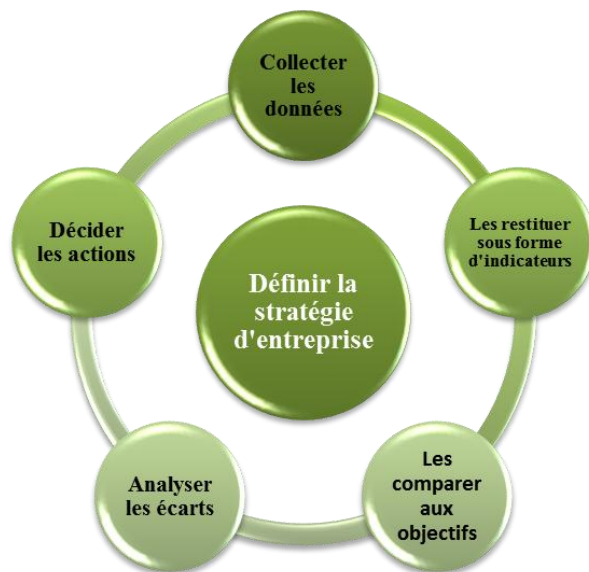 Collecter
les
données
Les restituer
sous forme
d'indicateurs
Les
comparer
aux
objectifs
Analyser
les écarts
Décider
les actions
Définir la
stratégie
d'entreprise